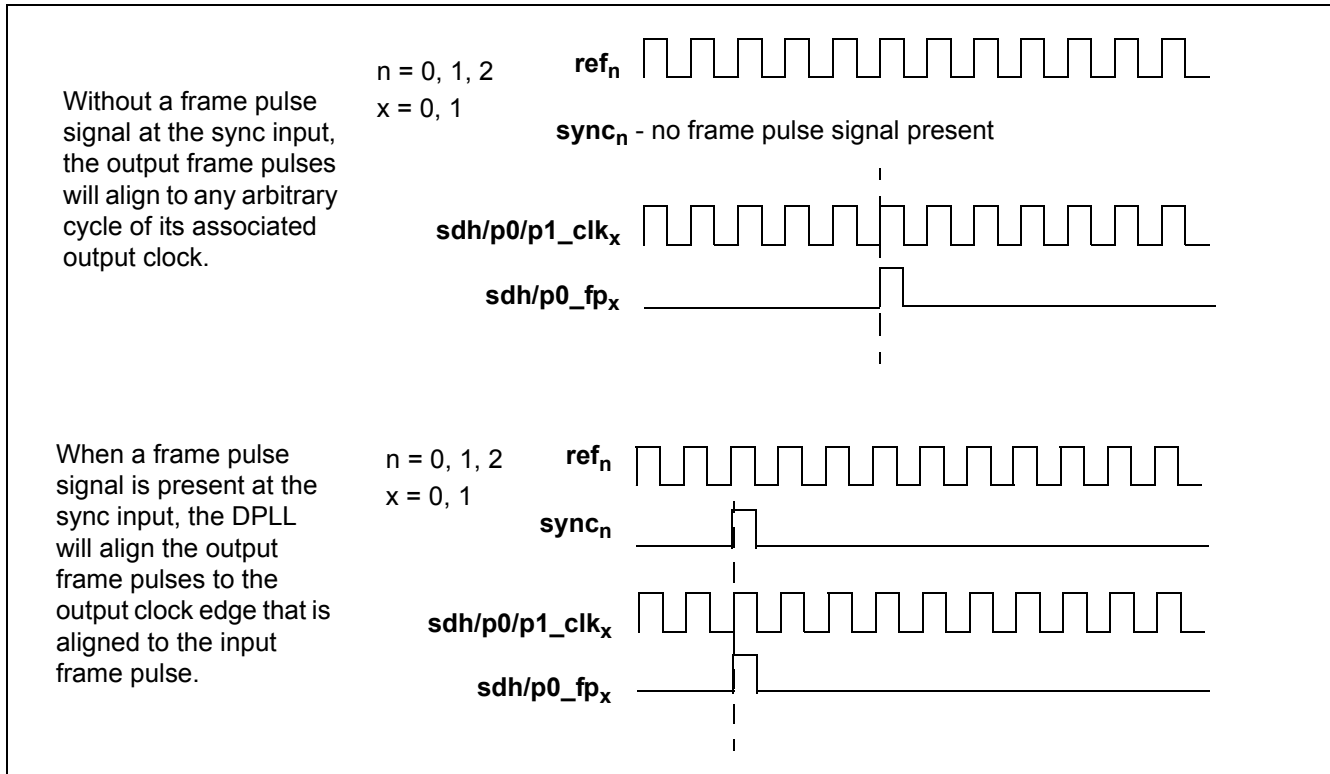 Without a frame pulse
signal at the sync input,
the output frame pulses
will align to any arbitrary
cycle of its associated
output clock.
n = 0, 1, 2
x = 0, 1
refn
syncn - no frame pulse signal present
sdh/p0/p1_clkx
sdh/p0_fpx
When a frame pulse
signal is present at the
sync input, the DPLL
will align the output
frame pulses to the
output clock edge that is
aligned to the input
frame pulse.
n = 0, 1, 2
x = 0, 1
refn
syncn
sdh/p0/p1_clkx
sdh/p0_fpx